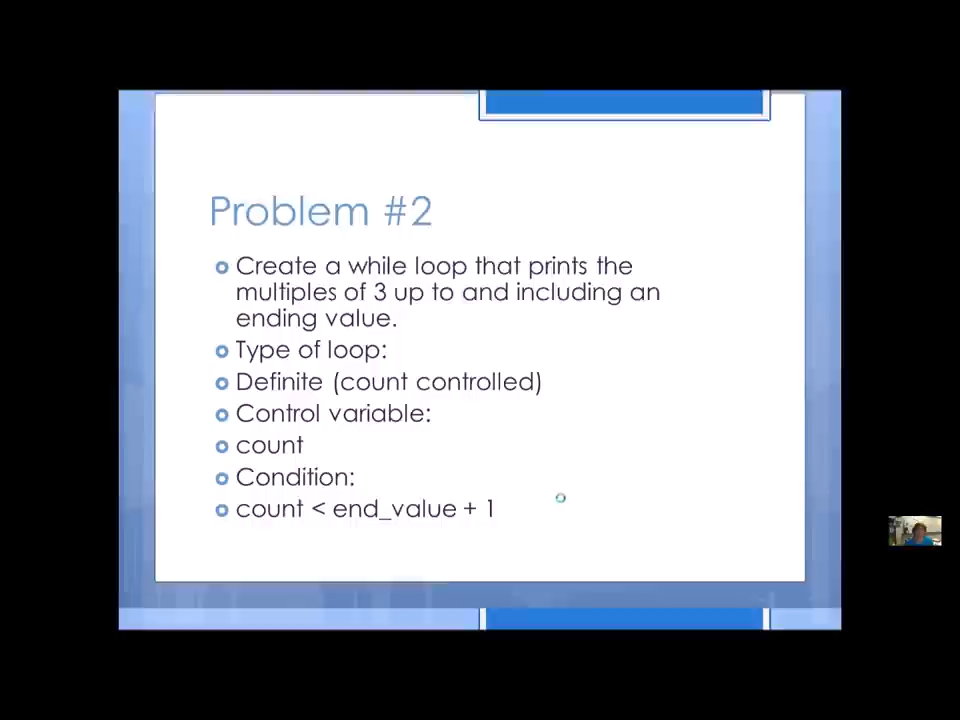 Problem #2
Create a while loop that prints the
multiples of 3 up to and including an
ending value.
Type of loop:
Definite (count controlled)
Control variable:
count
Condition:
count < end_value + 1